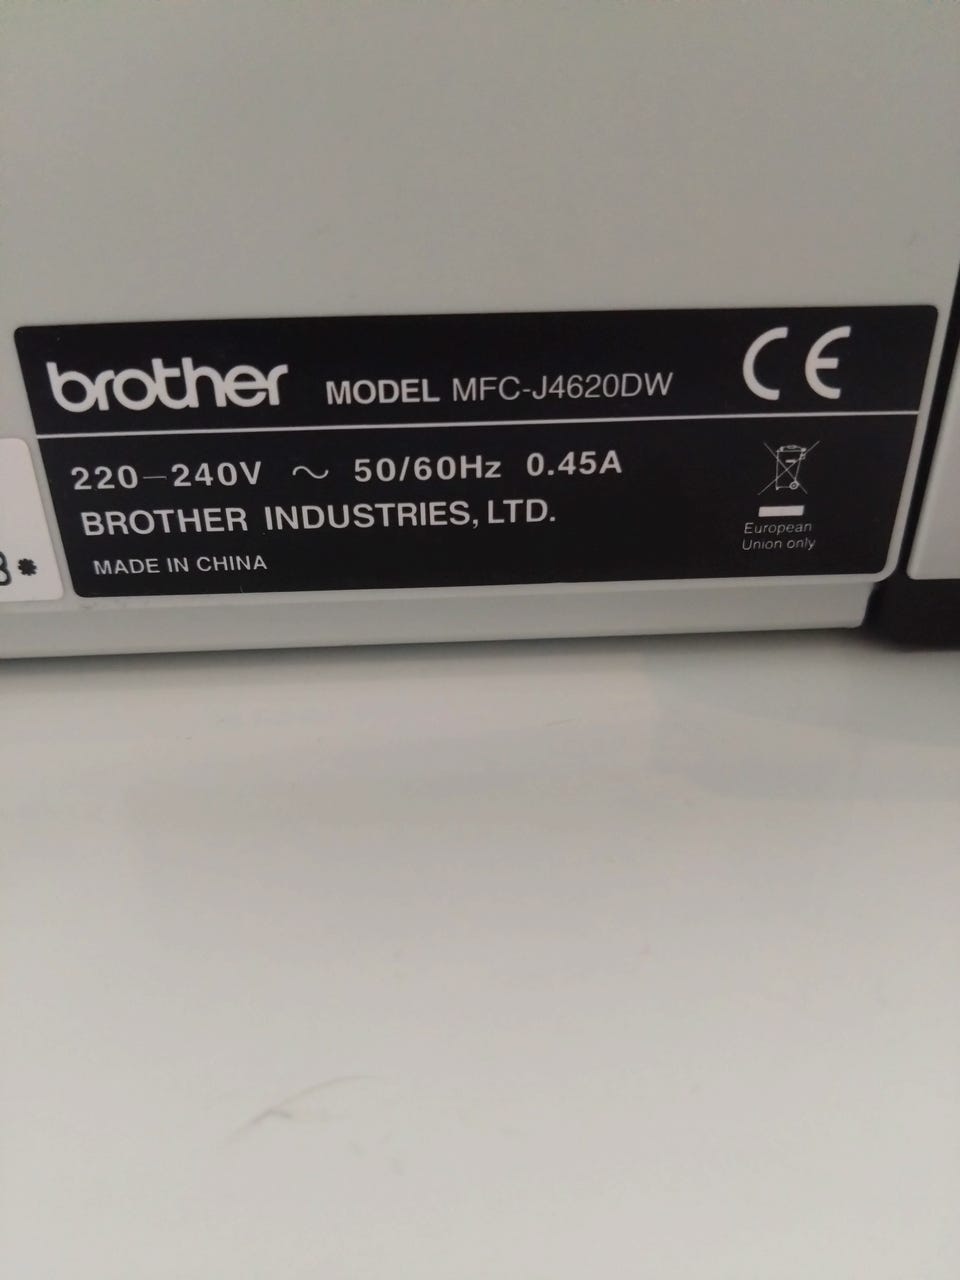 brother MODEL MFC-J4620DW CE
220-240V ~ 50/60Hz 0.45A
BROTHER INDUSTRIES, LTD.
MADE IN CHINA
European
Union only
*